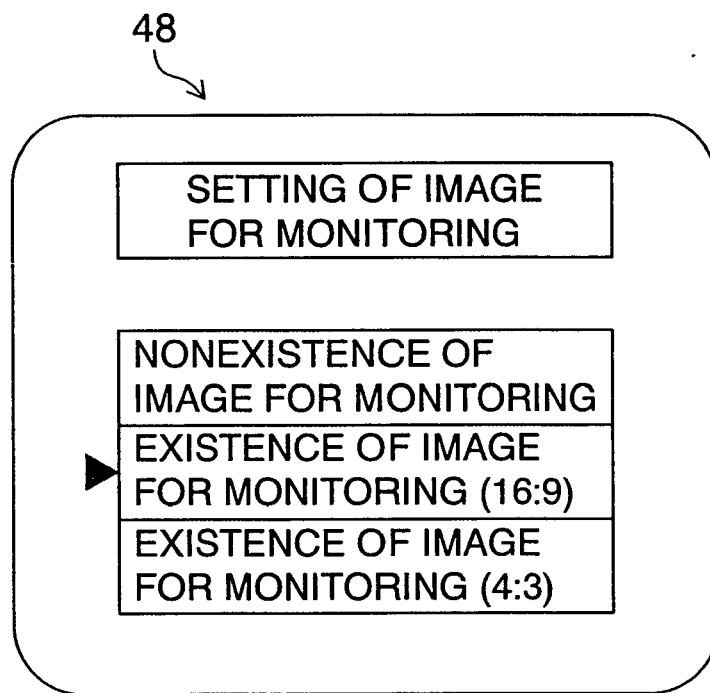 48
SETTING OF IMAGE
FOR MONITORING
NONEXISTENCE OF
IMAGE FOR MONITORING
EXISTENCE OF IMAGE
FOR MONITORING (16:9)
EXISTENCE OF IMAGE
FOR MONITORING (4:3)